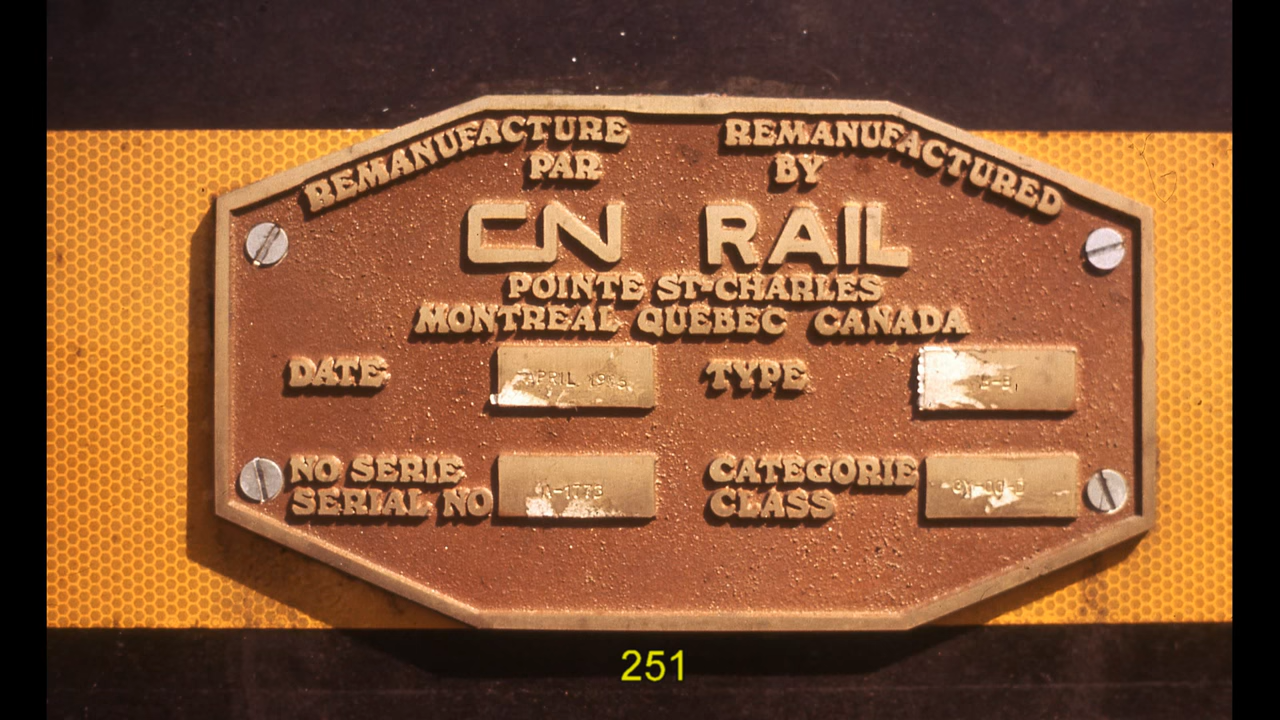 REMANUFACTURE REMANUFACTURED
PAR BY
CN RAIL
POINTE ST-CHARLES
MONTREAL QUEBEC CANADA
DATE APRIL TYPE
NO SERIE CATEGORIE
SERIAL NO CLASS
251